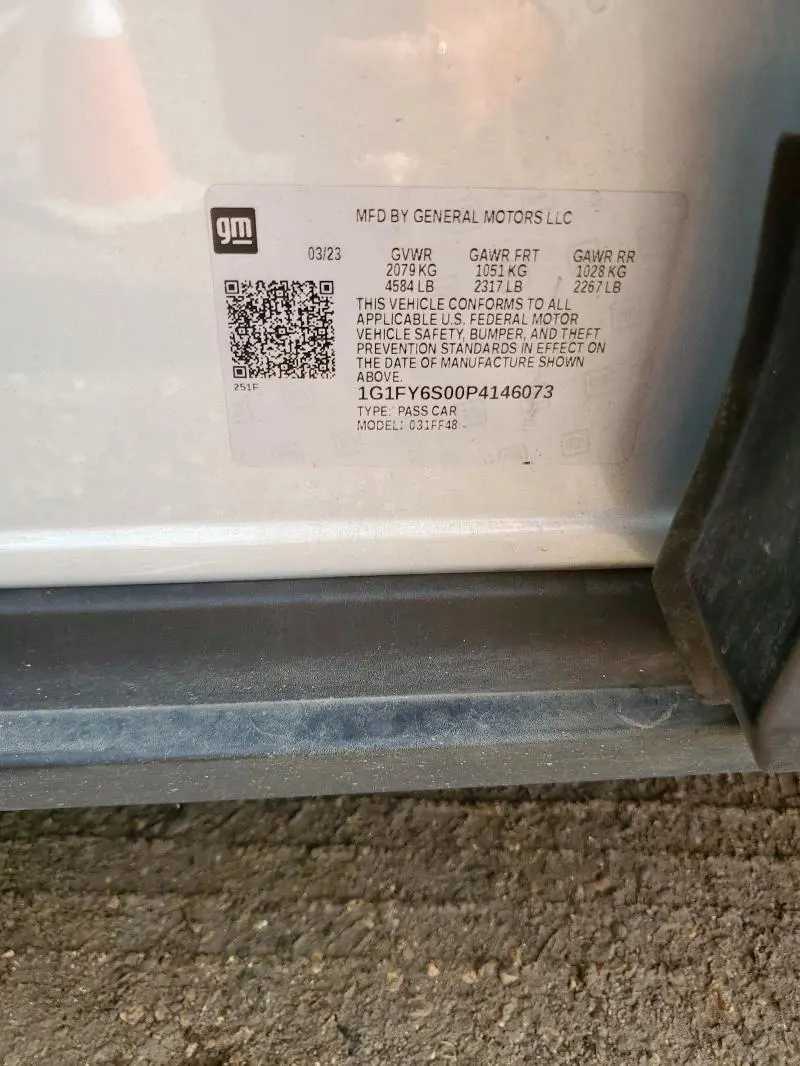 gm
MFD BY GENERAL MOTORS LLC
03/23 GVWR GAWR FRT GAWR RR
2079 KG 1051 KG 1028 KG
4584 LB 2317 LB 2267 LB
THIS VEHICLE CONFORMS TO ALL
APPLICABLE U.S. FEDERAL MOTOR
VEHICLE SAFETY, BUMPER, AND THEFT
PREVENTION STANDARDS IN EFFECT ON
THE DATE OF MANUFACTURE SHOWN
ABOVE.
251F
1G1FY6S00P4146073
TYPE: PASS CAR
MODEL: 031FF48